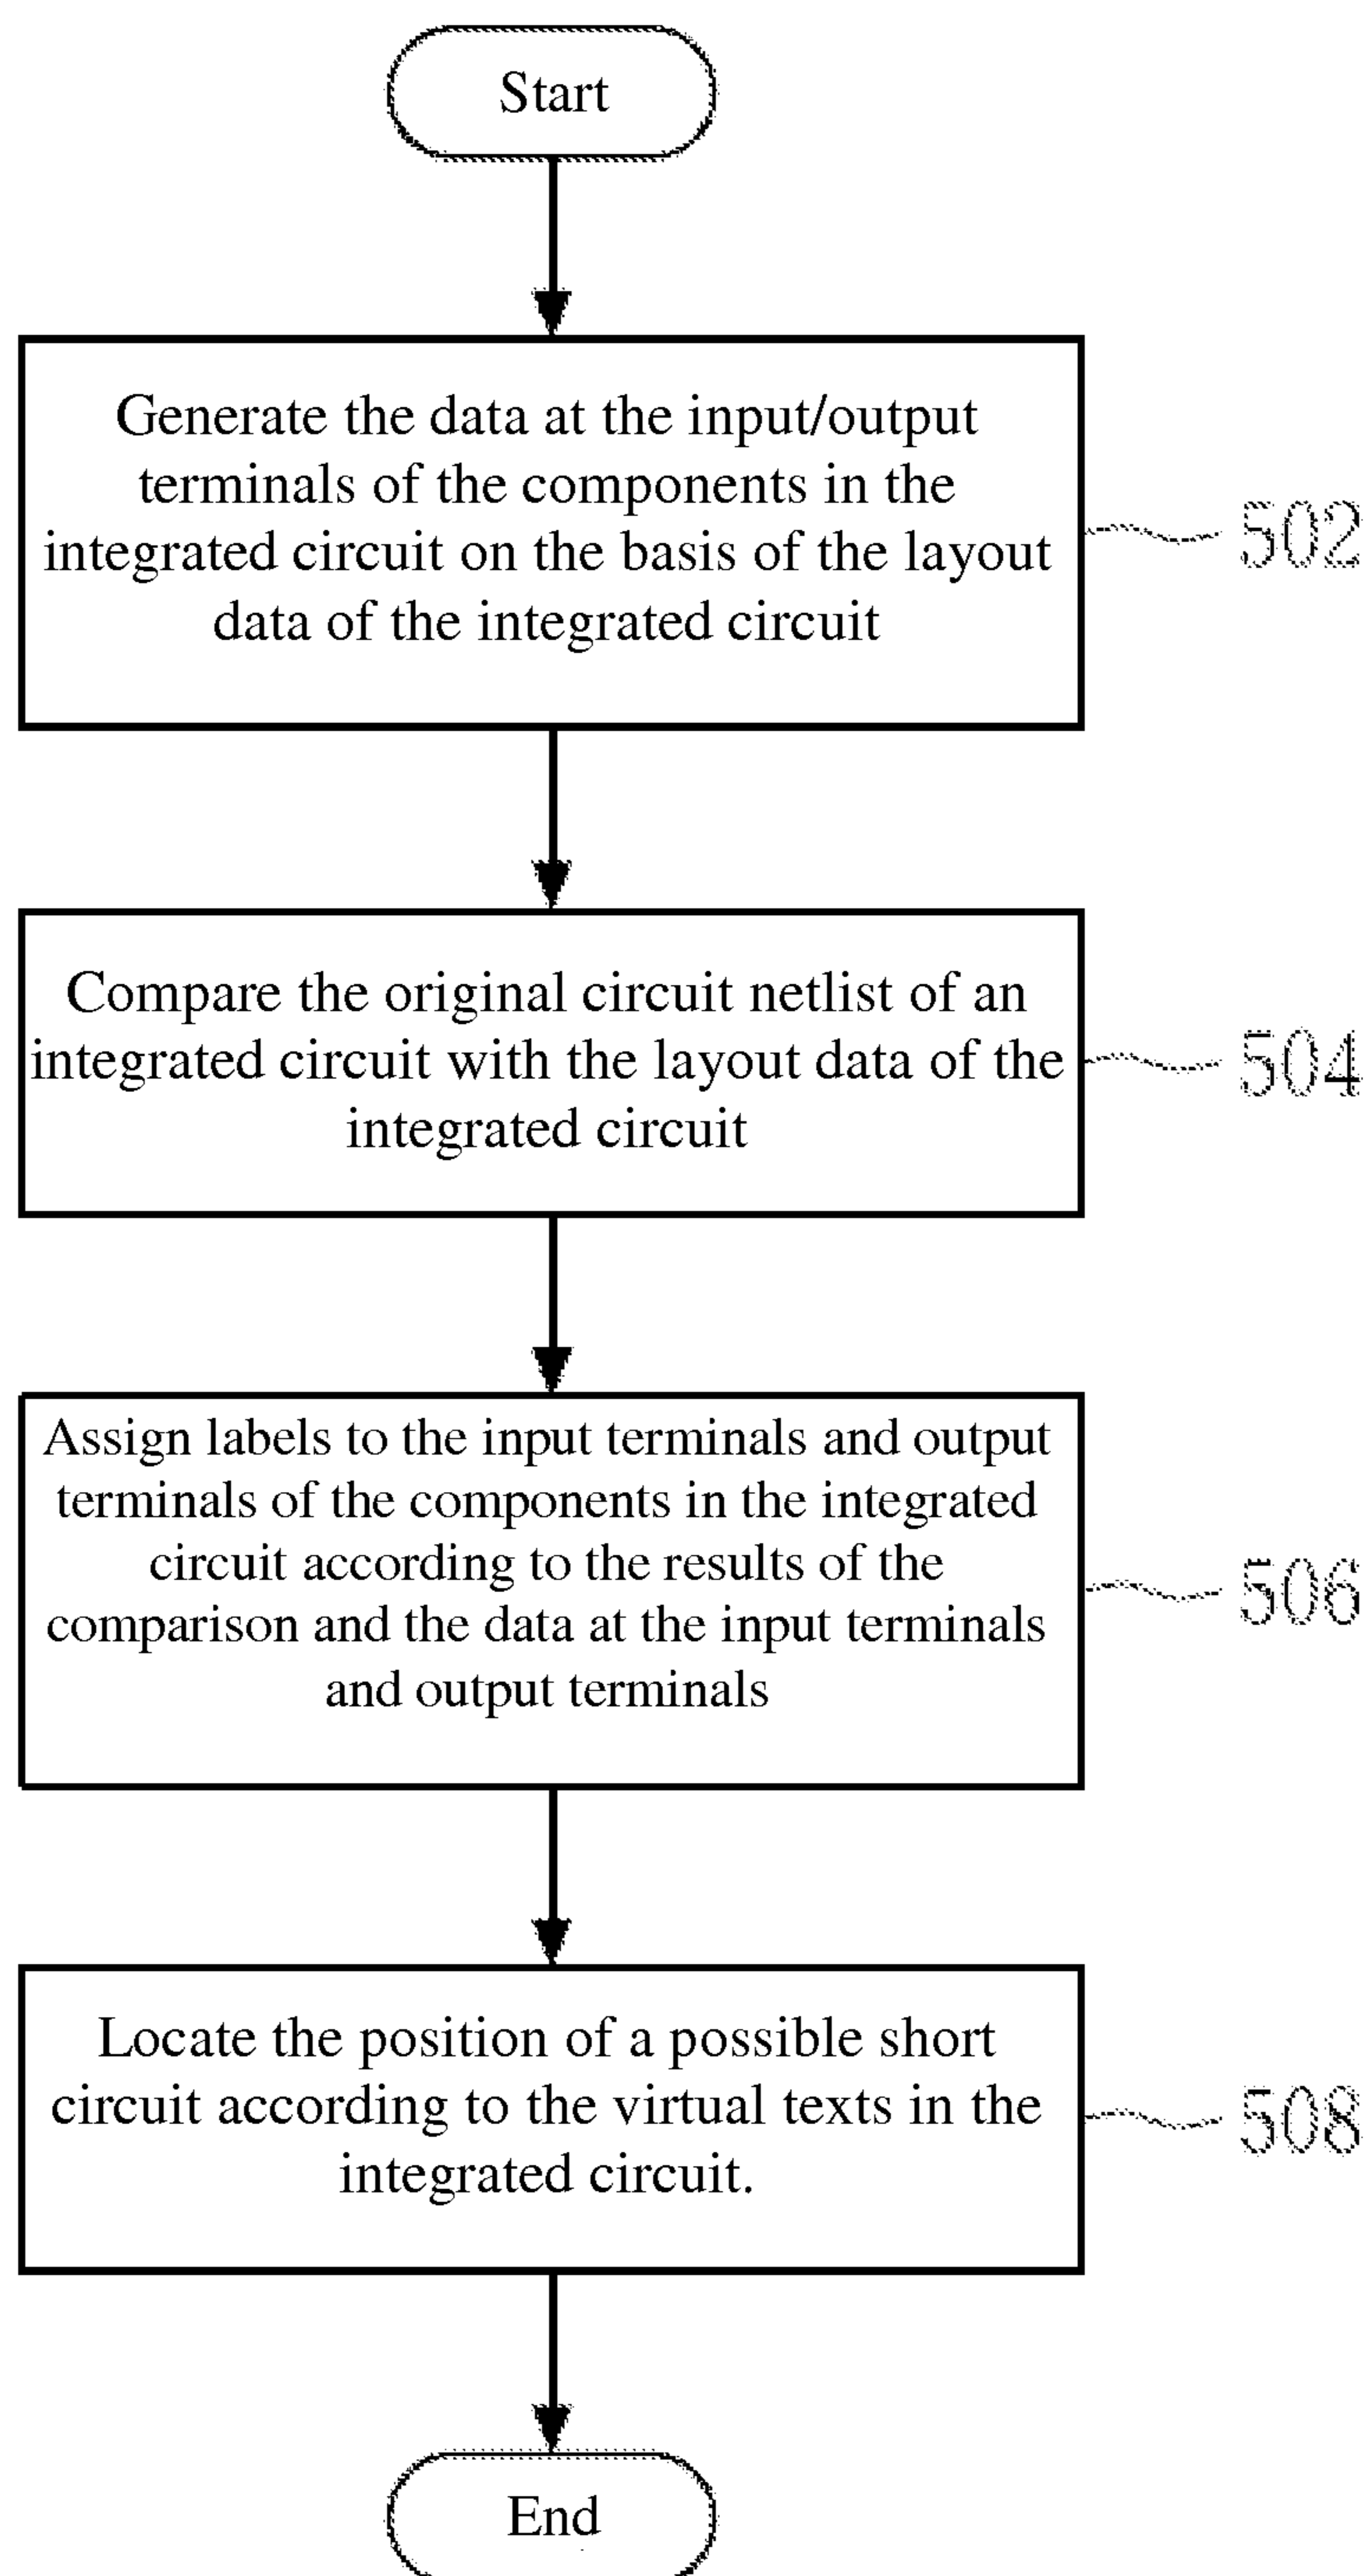 Start
Generate the data at the input/output
terminals of the components in the
integrated circuit on the basis of the layout
data of the integrated circuit
502
Compare the original circuit netlist of an
integrated circuit with the layout data of the
integrated circuit
504
Assign labels to the input terminals and output
terminals of the components in the integrated
circuit according to the results of the
comparison and the data at the input terminals
and output terminals
506
Locate the position of a possible short
circuit according to the virtual texts in the
integrated circuit.
508
End